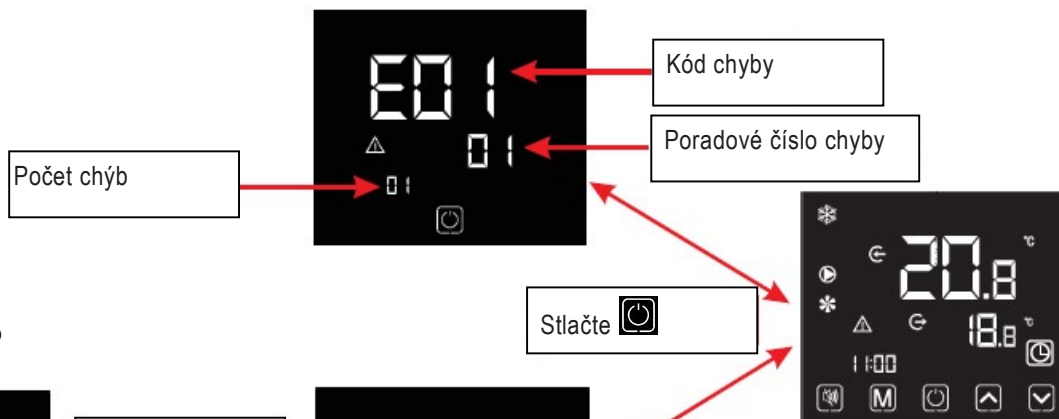 E01
Kód chyby
01
Poradové číslo chyby
Počet chýb
01
20.8 °C
Stlačte
18.8 °C
11:00
M